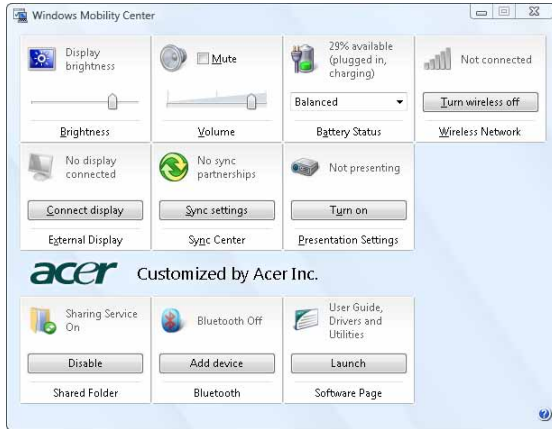 Windows Mobility Center
Display
brightness
Brightness
Mute
Volume
29% available
(plugged in,
charging)
Balanced
Battery Status
Not connected
Turn wireless off
Wireless Network
No display
connected
Connect display
External Display
No sync
partnerships
Sync settings
Sync Center
Not presenting
Turn on
Presentation Settings
acer Customized by Acer Inc.
Sharing Service
On
Disable
Shared Folder
Bluetooth Off
Add device
Bluetooth
User Guide,
Drivers and
Utilities
Launch
Software Page